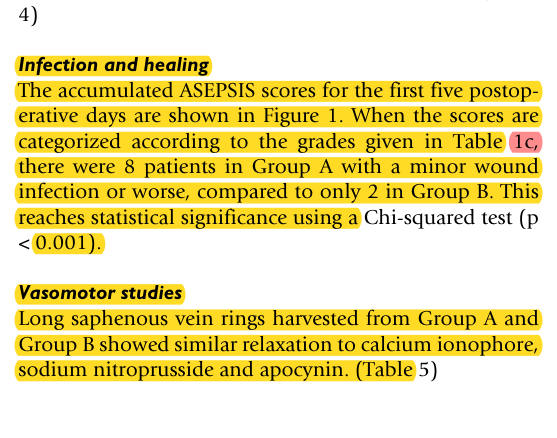 4)
Infection and healing
The accumulated ASEPSIS scores for the first five postop-
erative days are shown in Figure 1. When the scores are
categorized according to the grades given in Table 1c,
there were 8 patients in Group A with a minor wound
infection or worse, compared to only 2 in Group B. This
reaches statistical significance using a Chi-squared test (p
< 0.001).
Vasomotor studies
Long saphenous vein rings harvested from Group A and
Group B showed similar relaxation to calcium ionophore,
sodium nitroprusside and apocynin. (Table 5)